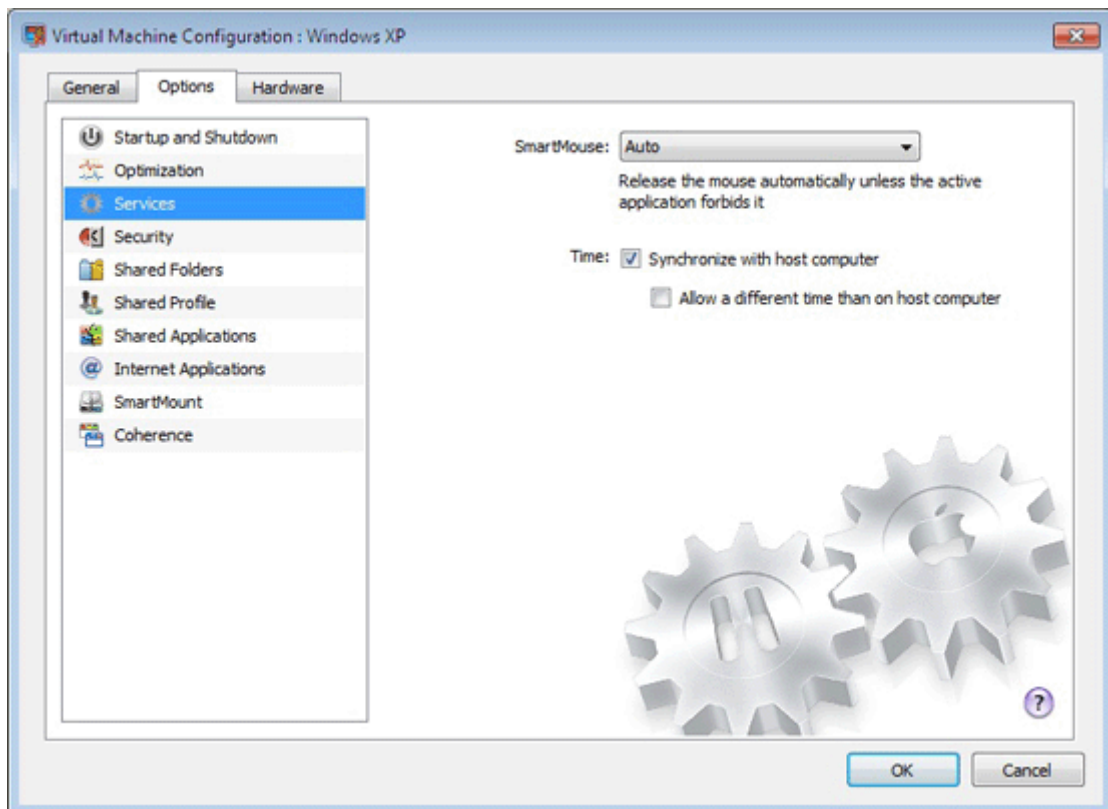 Virtual Machine Configuration : Windows XP
General
Options
Hardware
Startup and Shutdown
Optimization
Services
Security
Shared Folders
Shared Profile
Shared Applications
Internet Applications
SmartMount
Coherence
SmartMouse: Auto
Release the mouse automatically unless the active
application forbids it
Time: Synchronize with host computer
Allow a different time than on host computer
?
OK
Cancel